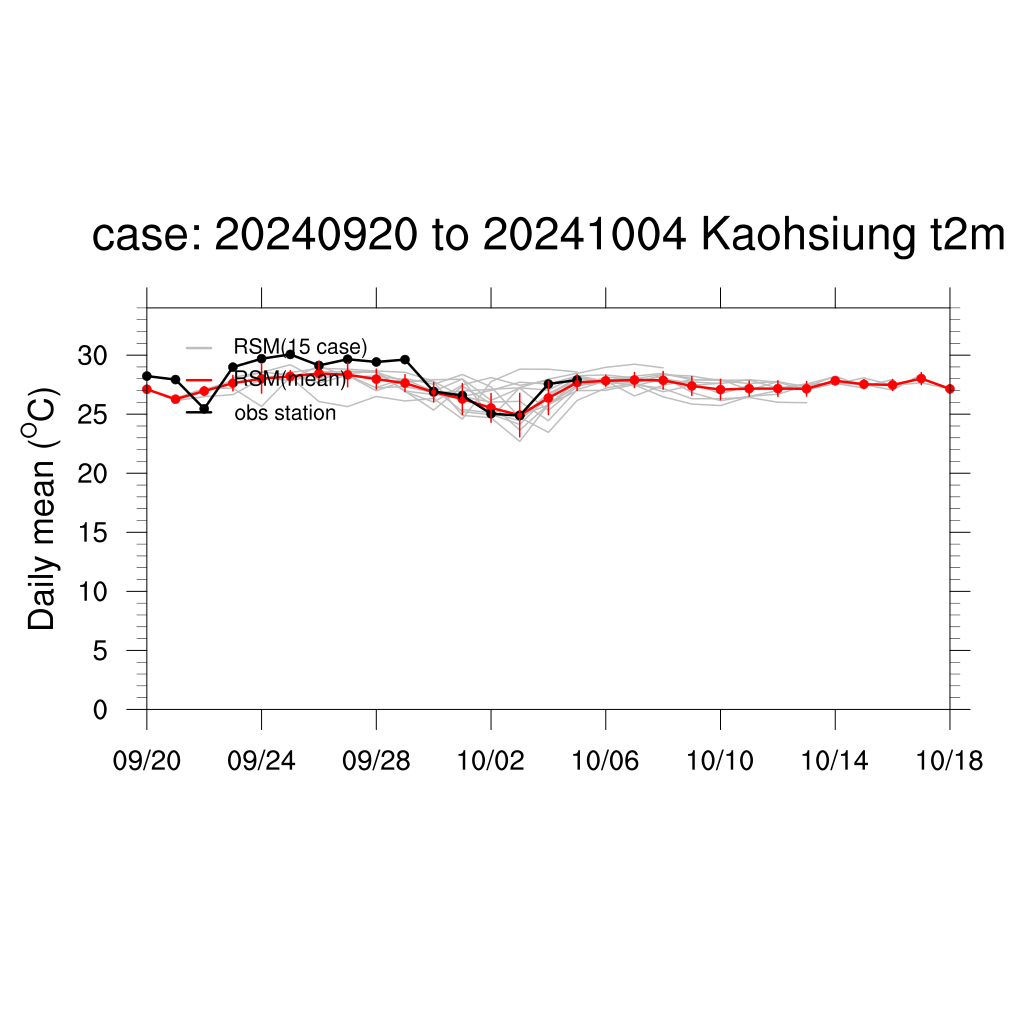 case: 20240920 to 20241004 Kaohsiung t2m
Daily mean (°C)
RSM(15 case)
RSM(mean)
obs station
30
25
20
15
10
5
0
09/20 09/24 09/28 10/02 10/06 10/10 10/14 10/18